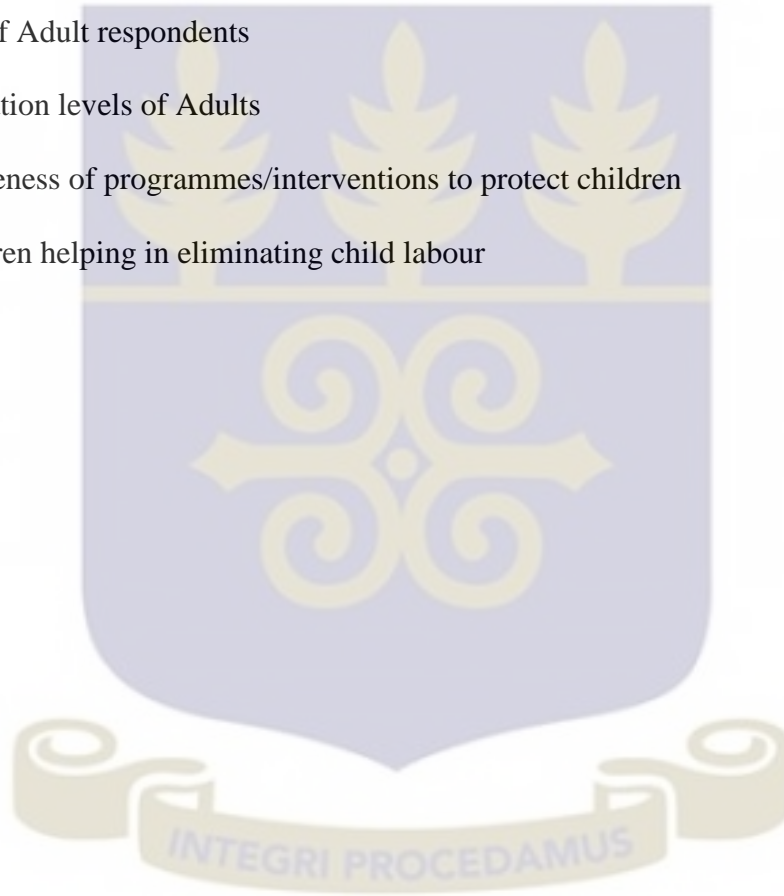 f Adult respondents
tion levels of Adults
eness of programmes/interventions to protect children
ren helping in eliminating child labour
INTEGRI PROCEDAMUS